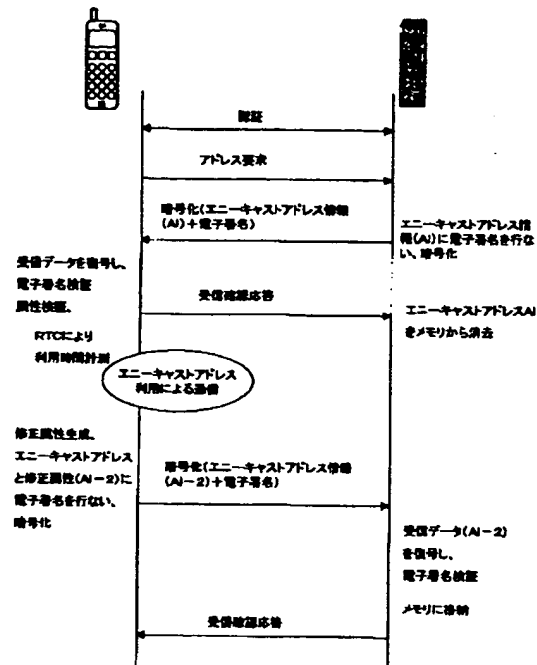 認証
アドレス要求
暗号化(エニーキャストアドレス情報
(AI)+電子署名)
エニーキャストアドレス情
報(AI)に電子署名を行な
い、暗号化
受信データを復号し、
電子署名検証
属性検証、
受信確認応答
エニーキャストアドレスAI
をメモリから消去
RTCにより
利用時間計測
エニーキャストアドレス
利用による通信
修正属性生成、
エニーキャストアドレス
と修正属性(AI-2)に
電子署名を行ない、
暗号化
暗号化(エニーキャストアドレス情報
(AI-2)+電子署名)
受信データ(AI-2)
を復号し、
電子署名検証
メモリに格納
受信確認応答